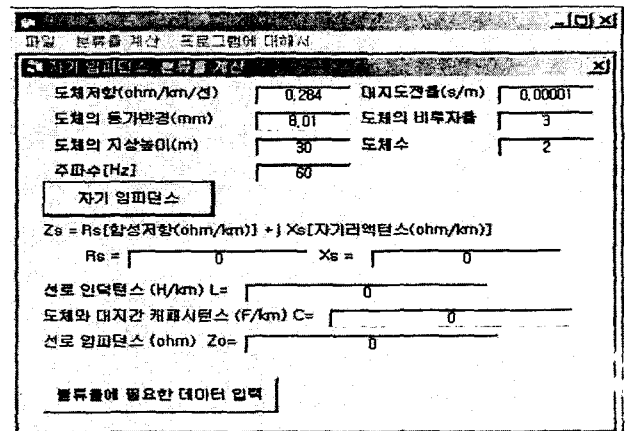 파일 분류율 계산 프로그램에 대해서
자기 임피던스 분류율 계산
도체저항(ohm/km/선) 0.284 대지도전율(s/m) 0.00001
도체의 등가반경(mm) 8.01 도체의 비투자율 3
도체의 지상높이(m) 30 도체수 2
주파수[Hz] 60
자기 임피던스
Zs = Rs[합성저항(ohm/km)] + j Xs[자기리액턴스(ohm/km)]
Rs = 0 Xs = 0
선로 인덕턴스 (H/km) L= 0
도체와 대지간 캐패시턴스 (F/km) C= 0
선로 임피던스 (ohm) Zo= 0
분류율에 필요한 데이터 입력